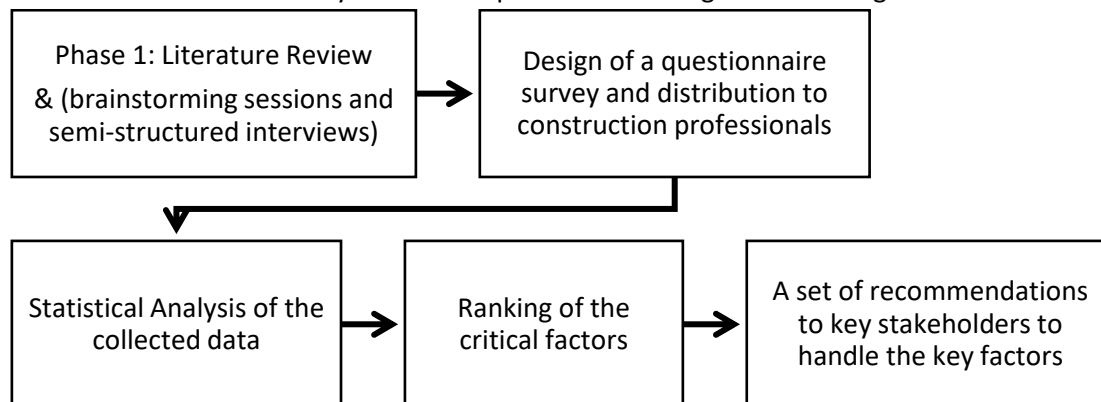 Phase 1: Literature Review
& (brainstorming sessions and
semi-structured interviews)
Design of a questionnaire
survey and distribution to
construction professionals
Statistical Analysis of the
collected data
Ranking of the
critical factors
A set of recommendations
to key stakeholders to
handle the key factors